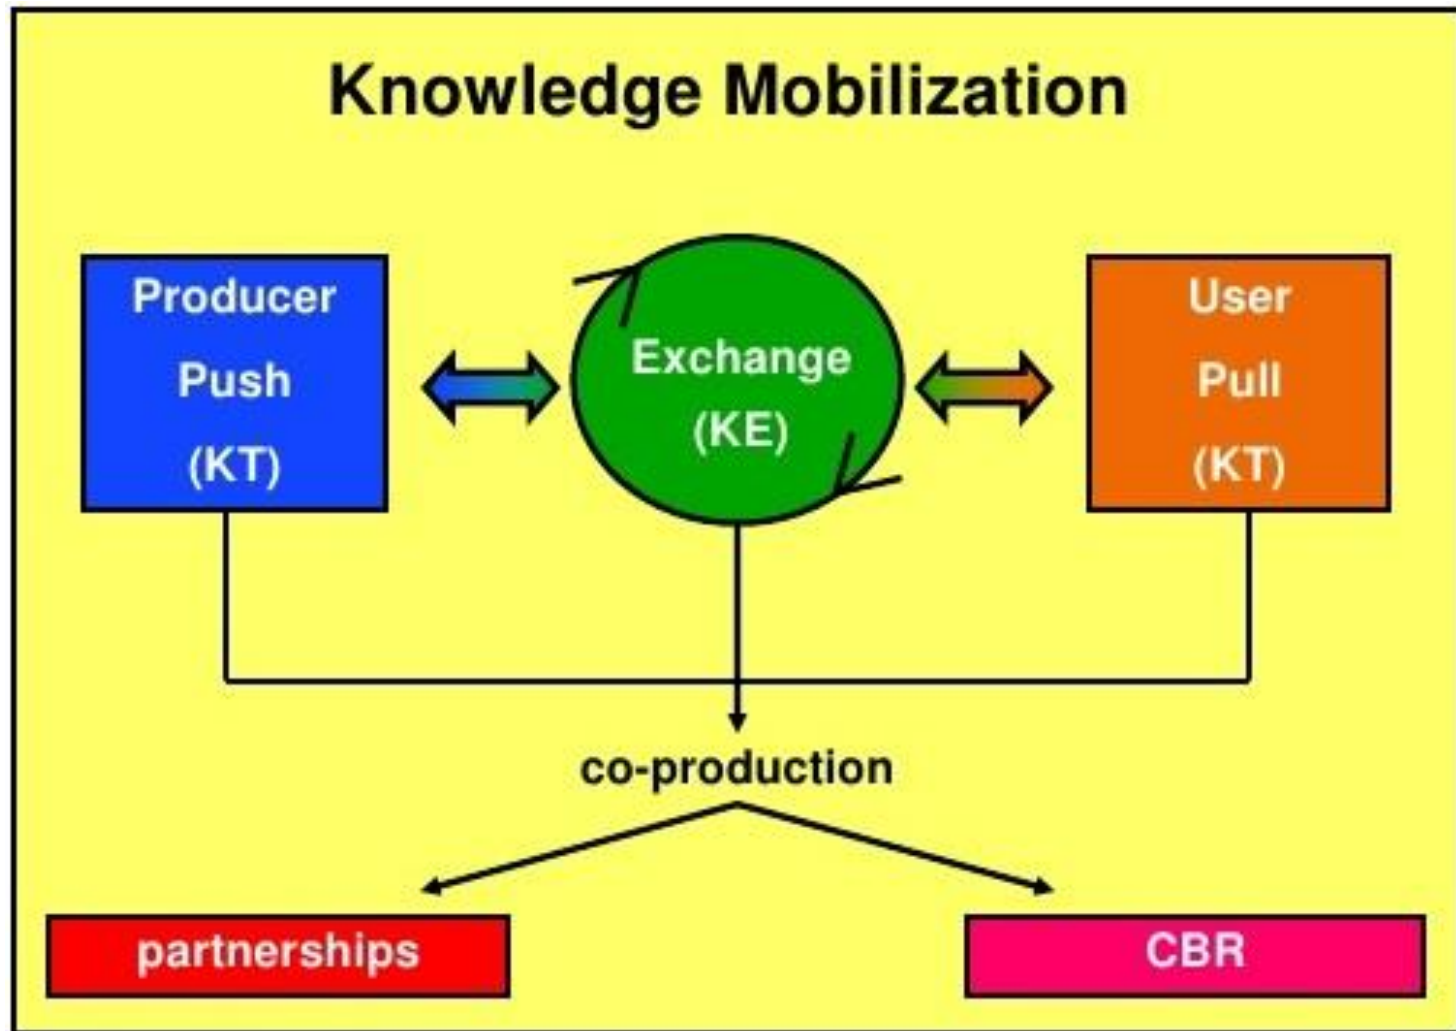 Knowledge Mobilization
Producer
Push
(KT)
Exchange
(KE)
User
Pull
(KT)
co-production
partnerships
CBR